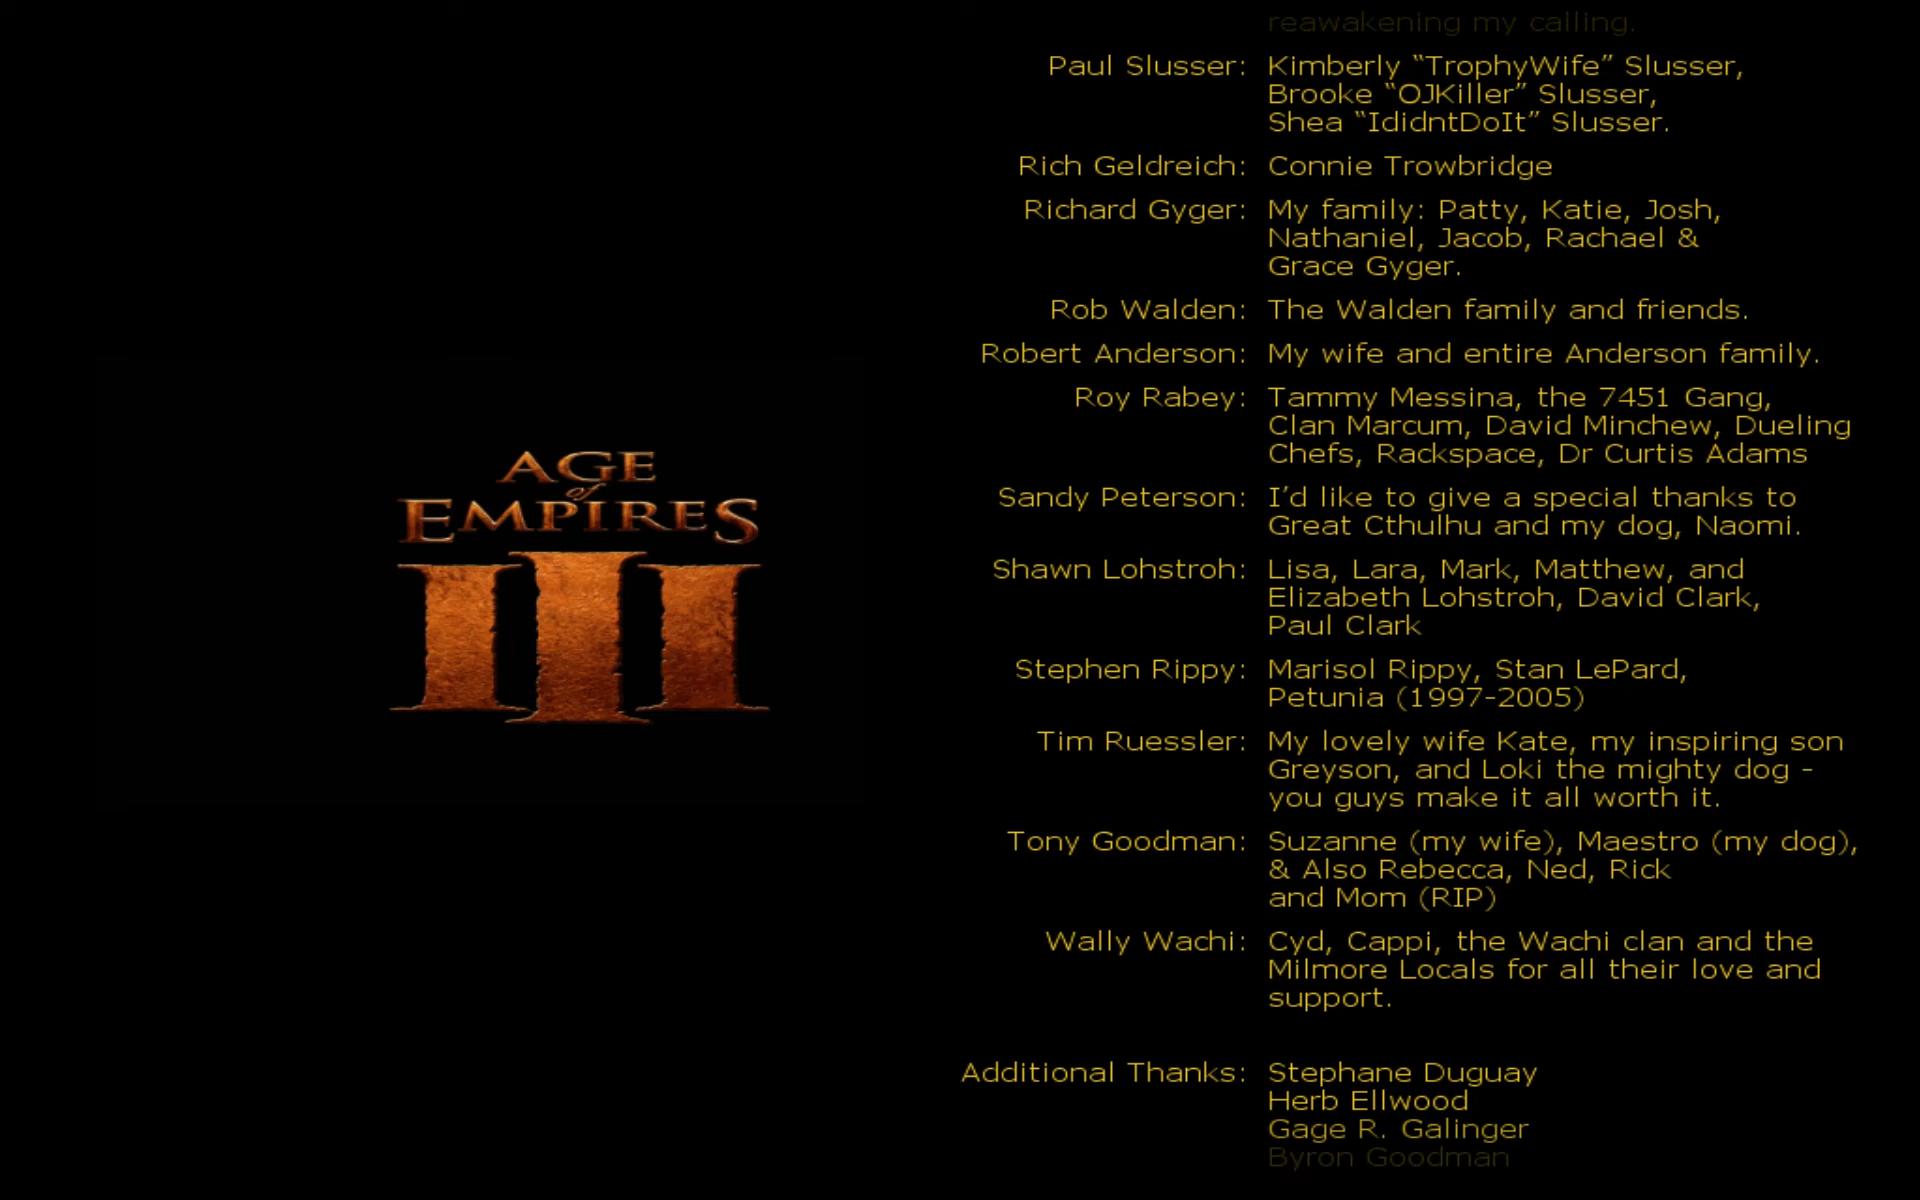 AGE
of
EMPIRES
III
reawakening my calling.
Paul Slusser: Kimberly “TrophyWife” Slusser,
Brooke “OJKiller” Slusser,
Shea “IdidntDoIt” Slusser.
Rich Geldreich: Connie Trowbridge
Richard Gyger: My family: Patty, Katie, Josh,
Nathaniel, Jacob, Rachael &
Grace Gyger.
Rob Walden: The Walden family and friends.
Robert Anderson: My wife and entire Anderson family.
Roy Rabey: Tammy Messina, the 7451 Gang,
Clan Marcum, David Minchew, Dueling
Chefs, Rackspace, Dr Curtis Adams
Sandy Peterson: I’d like to give a special thanks to
Great Cthulhu and my dog, Naomi.
Shawn Lohstroh: Lisa, Lara, Mark, Matthew, and
Elizabeth Lohstroh, David Clark,
Paul Clark
Stephen Rippy: Marisol Rippy, Stan LePard,
Petunia (1997-2005)
Tim Ruessler: My lovely wife Kate, my inspiring son
Greyson, and Loki the mighty dog -
you guys make it all worth it.
Tony Goodman: Suzanne (my wife), Maestro (my dog),
& Also Rebecca, Ned, Rick
and Mom (RIP)
Wally Wachi: Cyd, Cappi, the Wachi clan and the
Milmore Locals for all their love and
support.
Additional Thanks: Stephane Duguay
Herb Ellwood
Gage R. Galinger
Byron Goodman